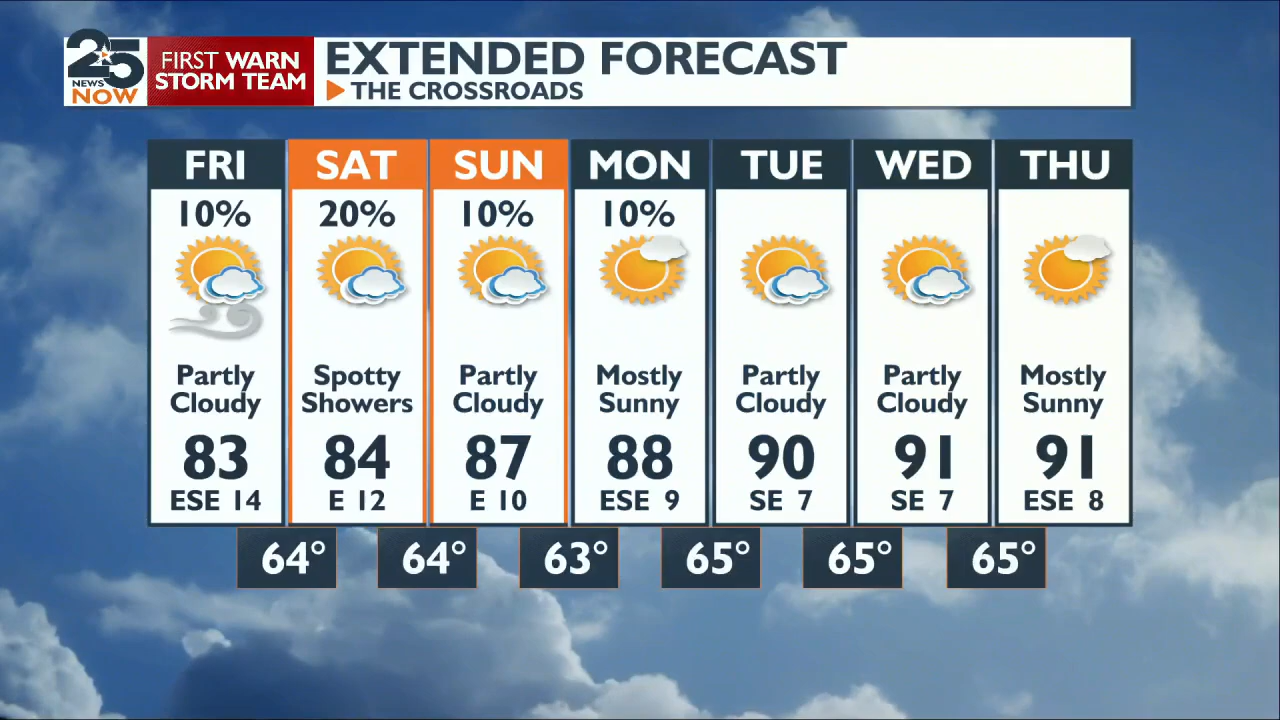 25
NEWS
NOW
FIRST WARN
STORM TEAM
EXTENDED FORECAST
THE CROSSROADS
FRI
10%
Partly
Cloudy
83
ESE 14
SAT
20%
Spotty
Showers
84
E 12
SUN
10%
Partly
Cloudy
87
E 10
MON
10%
Mostly
Sunny
88
ESE 9
TUE
Partly
Cloudy
90
SE 7
WED
Partly
Cloudy
91
SE 7
THU
Mostly
Sunny
91
ESE 8
64°
64°
63°
65°
65°
65°